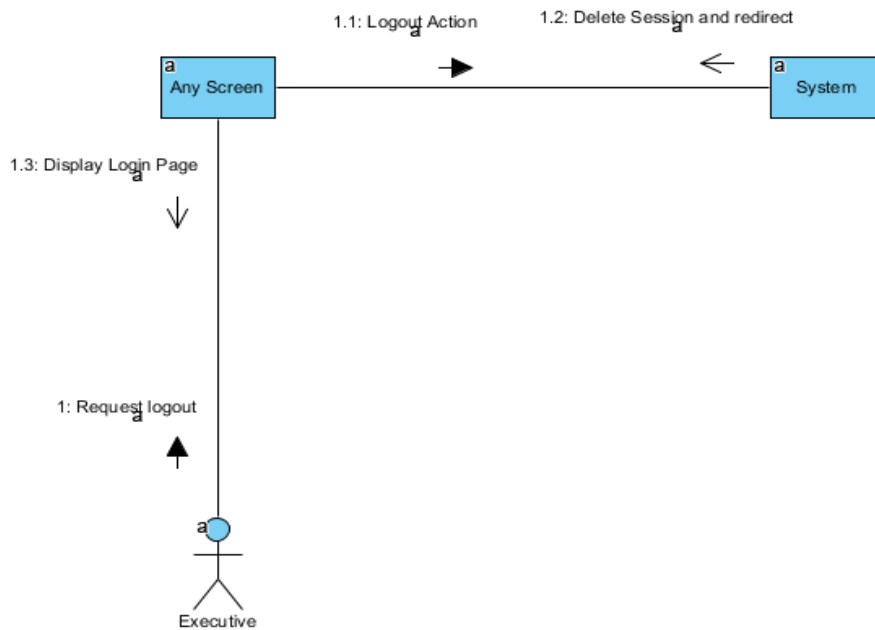 1.1: Logout Action
a
1.2: Delete Session and redirect
a
a
Any Screen
a
System
1.3: Display Login Page
a
1: Request logout
a
a
Executive